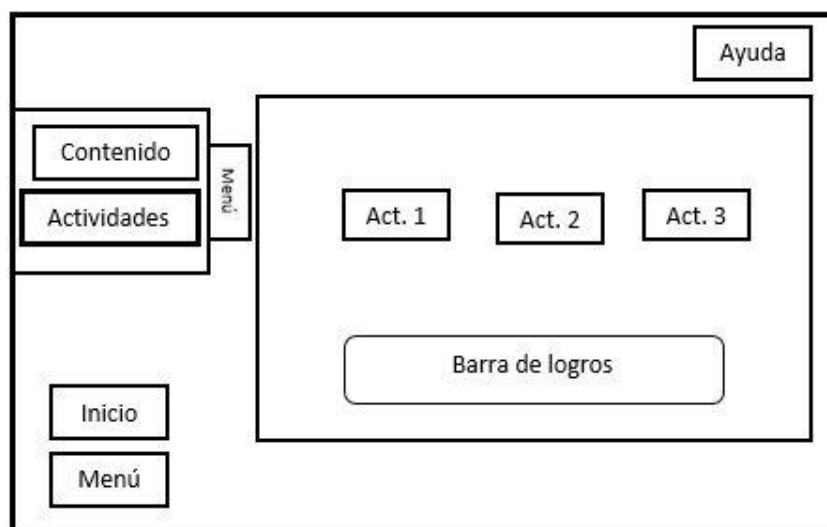 Ayuda
Contenido
Menú
Actividades
Act. 1
Act. 2
Act. 3
Barra de logros
Inicio
Menú